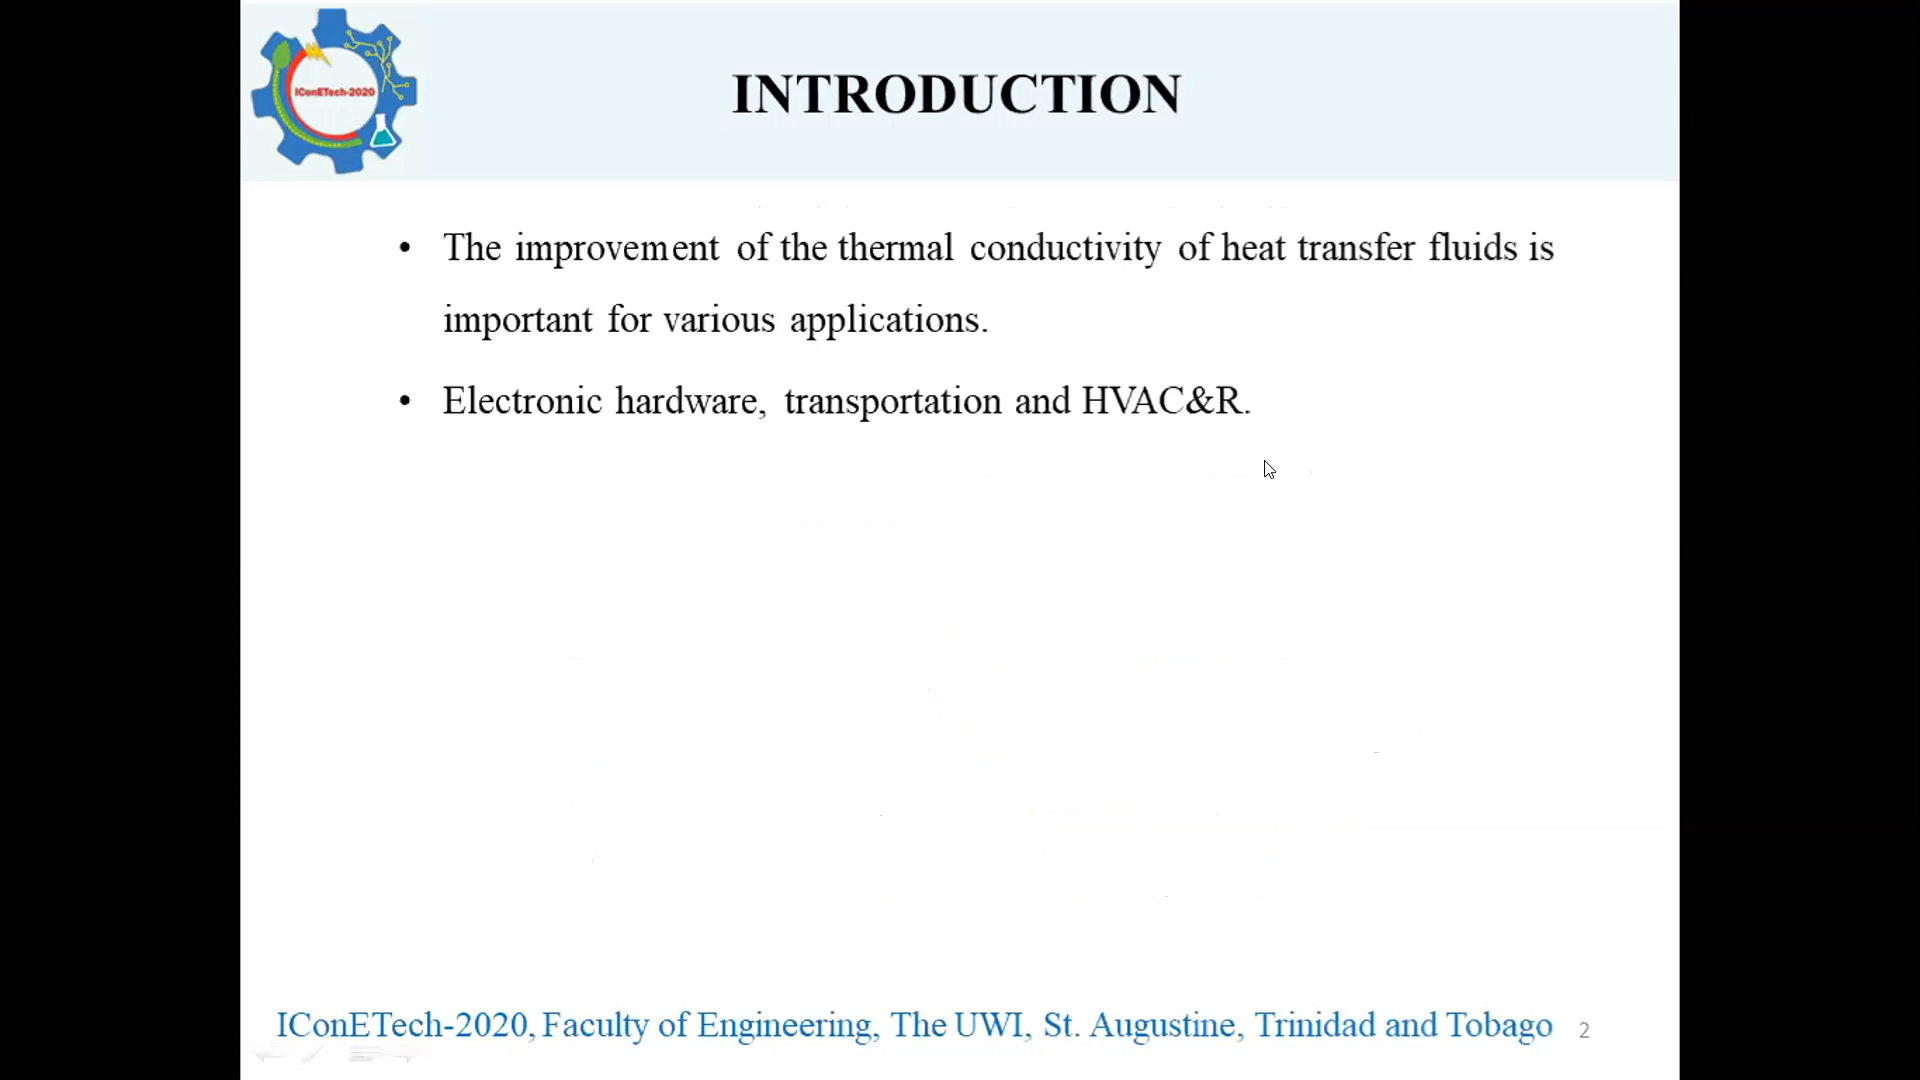 IConETech-2020
INTRODUCTION
• The improvement of the thermal conductivity of heat transfer fluids is
important for various applications.
• Electronic hardware, transportation and HVAC&R.
IConETech-2020, Faculty of Engineering, The UWI, St. Augustine, Trinidad and Tobago 2